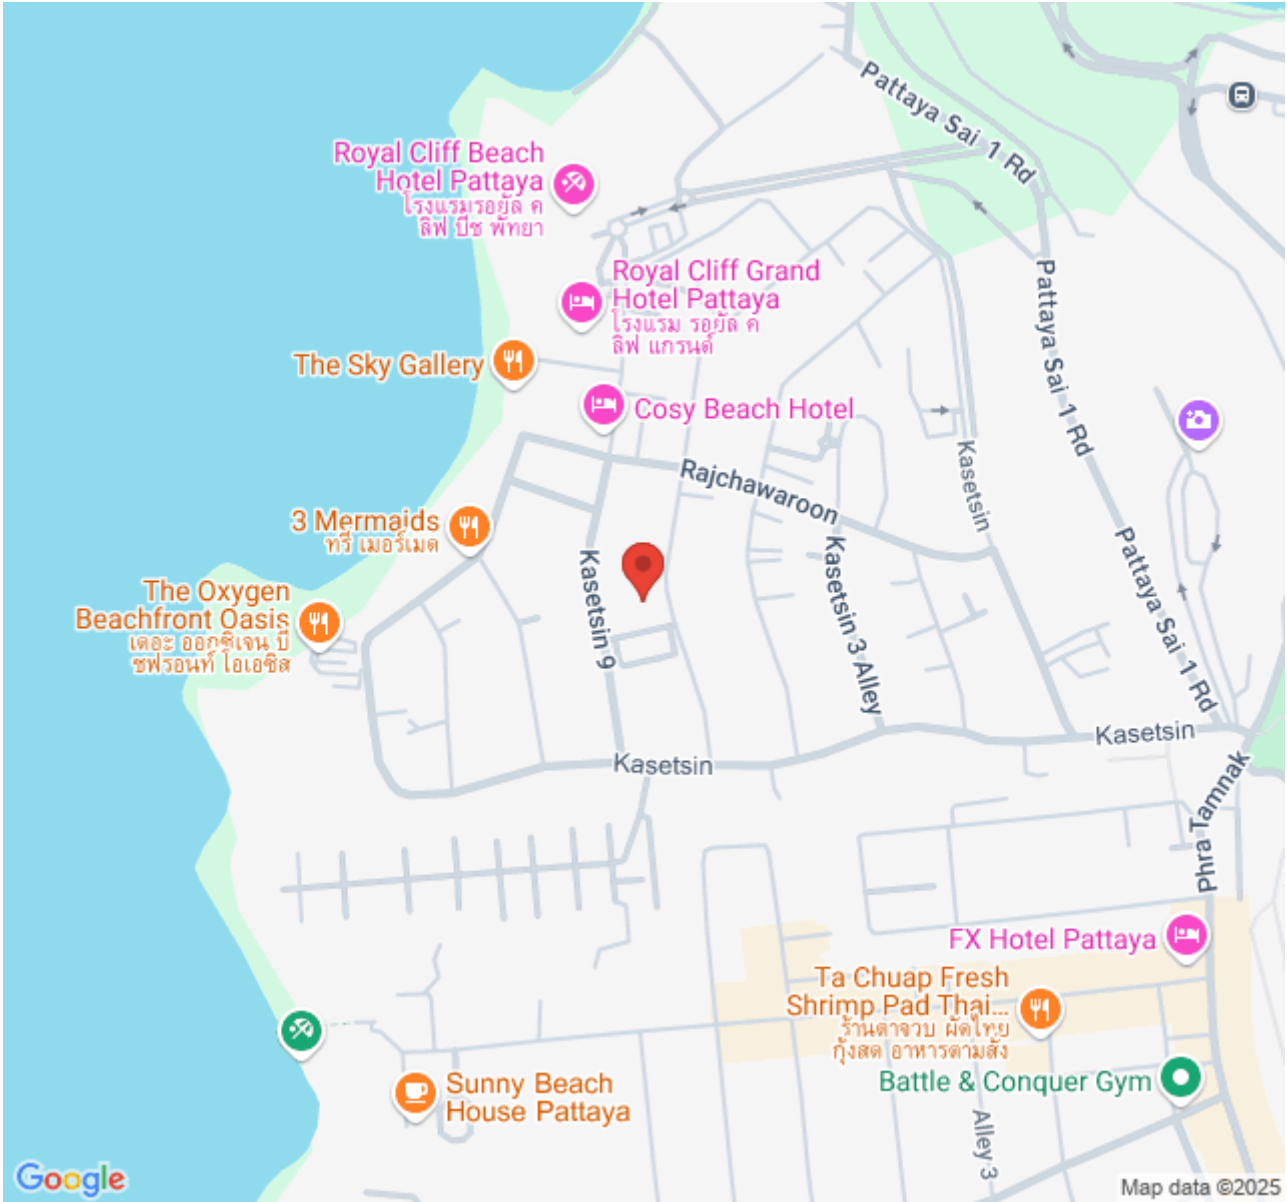 Pattaya Sai 1 Rd
Royal Cliff Beach
Hotel Pattaya
โรงแรมรอยัล ค
ลิฟ บีช พัทยา
Royal Cliff Grand
Hotel Pattaya
โรงแรม รอยัล ค
ลิฟ แกรนด์
Pattaya Sai 1 Rd
The Sky Gallery
Cosy Beach Hotel
Kasetsin
Rajchawaroon
3 Mermaids
ทรี เมอร์เมด
Kasetsin 9
Kasetsin 3 Alley
Pattaya Sai 1 Rd
The Oxygen
Beachfront Oasis
เดอะ ออกซิเจน บี
ชฟรอนท์ โอเอซิส
Kasetsin
Kasetsin
Phra Tamnak
FX Hotel Pattaya
Ta Chuap Fresh
Shrimp Pad Thai...
ร้านตาจวบ ผัดไทย
กุ้งสด อาหารตามสั่ง
Battle & Conquer Gym
Sunny Beach
House Pattaya
Alley 3
Google
Map data ©2025